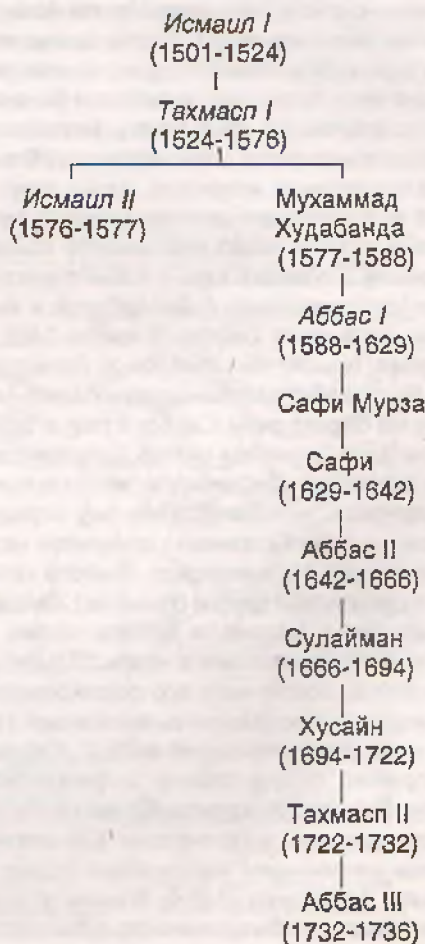 Исмаил I
(1501-1524)
Тахмасп I
(1524-1576)
Исмаил II
(1576-1577)
Мухаммад
Худабанда
(1577-1588)
Аббас I
(1588-1629)
Сафи Мурза
Сафи
(1629-1642)
Аббас II
(1642-1666)
Сулайман
(1666-1694)
Хусайн
(1694-1722)
Тахмасп II
(1722-1732)
Аббас III
(1732-1736)